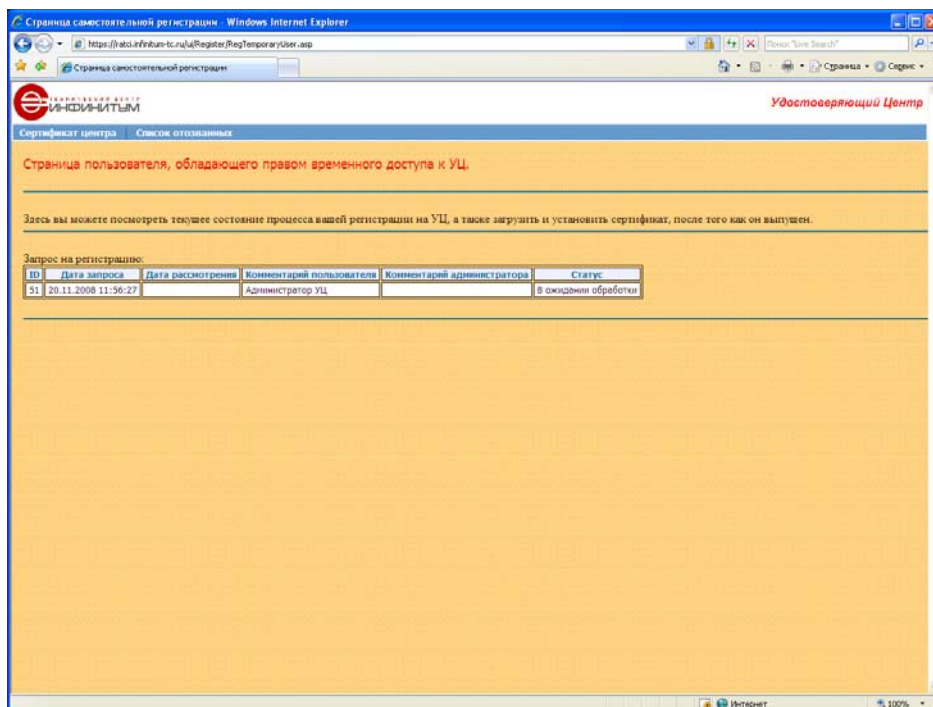 Страница самостоятельной регистрации - Windows Internet Explorer
https://ratci.infinitum-tc.ru/ui/Register/RegTemporaryUser.asp
Поиск "Live Search"
Страница самостоятельной регистрации
Страница
Сервис
ТЕХНИЧЕСКИЙ ЦЕНТР
ИНФИНИТУМ
Удостоверяющий Центр
Сертификат центра
Список отозванных
Страница пользователя, обладающего правом временного доступа к УЦ.
Здесь вы можете посмотреть текущее состояние процесса вашей регистрации на УЦ, а также загрузить и установить сертификат, после того как он выпущен.
Запрос на регистрацию:
ID Дата запроса Дата рассмотрения Комментарий пользователя Комментарий администратора Статус
51 20.11.2008 11:56:27 Администратор УЦ В ожидании обработки
Интернет
100%